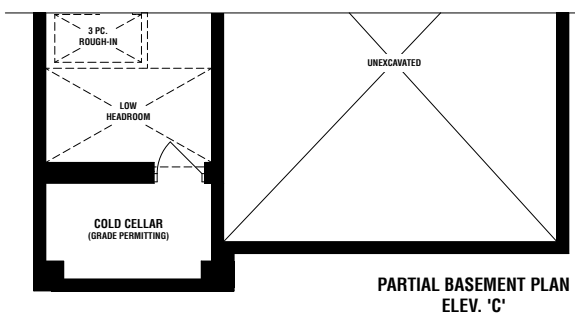 3 PC.
ROUGH-IN
UNEXCAVATED
LOW
HEADROOM
COLD CELLAR
(GRADE PERMITTING)
PARTIAL BASEMENT PLAN
ELEV. 'C'